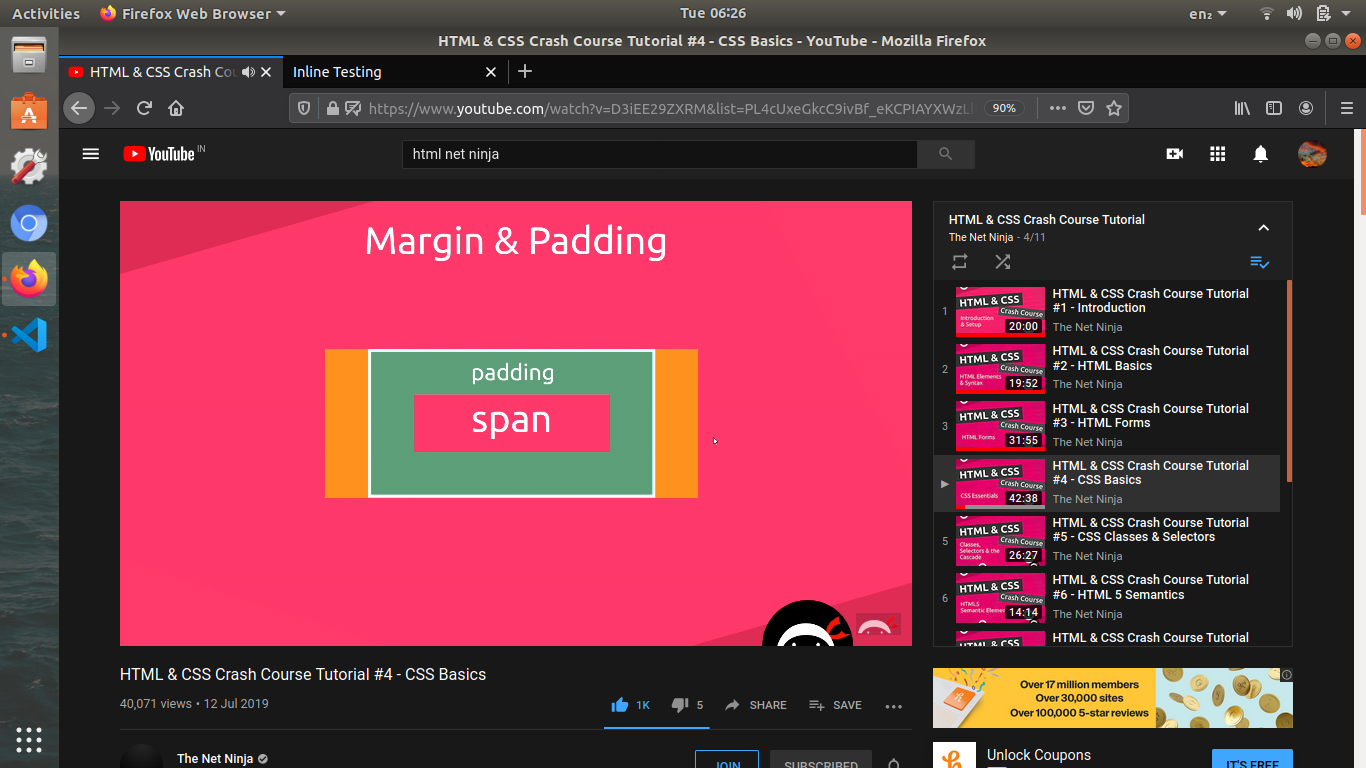 Activities Firefox Web Browser Tue 06:26 en₂
HTML & CSS Crash Course Tutorial #4 - CSS Basics - YouTube - Mozilla Firefox
HTML & CSS Crash Cou Inline Testing
https://www.youtube.com/watch?v=D3iEE29ZXRM&list=PL4cUxeGkcC9ivBf_eKCPIAYXWzL 90%
YouTube IN html net ninja
Margin & Padding
padding
span
HTML & CSS Crash Course Tutorial #4 - CSS Basics
40,071 views • 12 Jul 2019 1K 5 SHARE SAVE
The Net Ninja JOIN SUBSCRIBED
HTML & CSS Crash Course Tutorial
The Net Ninja - 4/11
1 HTML & CSS Crash Course Introduction & Setup 20:00
HTML & CSS Crash Course Tutorial
#1 - Introduction
The Net Ninja
2 HTML & CSS Crash Course HTML Elements & Syntax 19:52
HTML & CSS Crash Course Tutorial
#2 - HTML Basics
The Net Ninja
3 HTML & CSS Crash Course HTML Forms 31:55
HTML & CSS Crash Course Tutorial
#3 - HTML Forms
The Net Ninja
HTML & CSS Crash Course CSS Essentials 42:38
HTML & CSS Crash Course Tutorial
#4 - CSS Basics
The Net Ninja
5 HTML & CSS Crash Course Classes, Selectors & the Cascade 26:27
HTML & CSS Crash Course Tutorial
#5 - CSS Classes & Selectors
The Net Ninja
6 HTML & CSS Crash Course HTML5 Semantic Elemen 14:14
HTML & CSS Crash Course Tutorial
#6 - HTML 5 Semantics
The Net Ninja
HTML & CSS
HTML & CSS Crash Course Tutorial
Over 17 million members
Over 30,000 sites
Over 100,000 5-star reviews
Unlock Coupons IT'S FREE